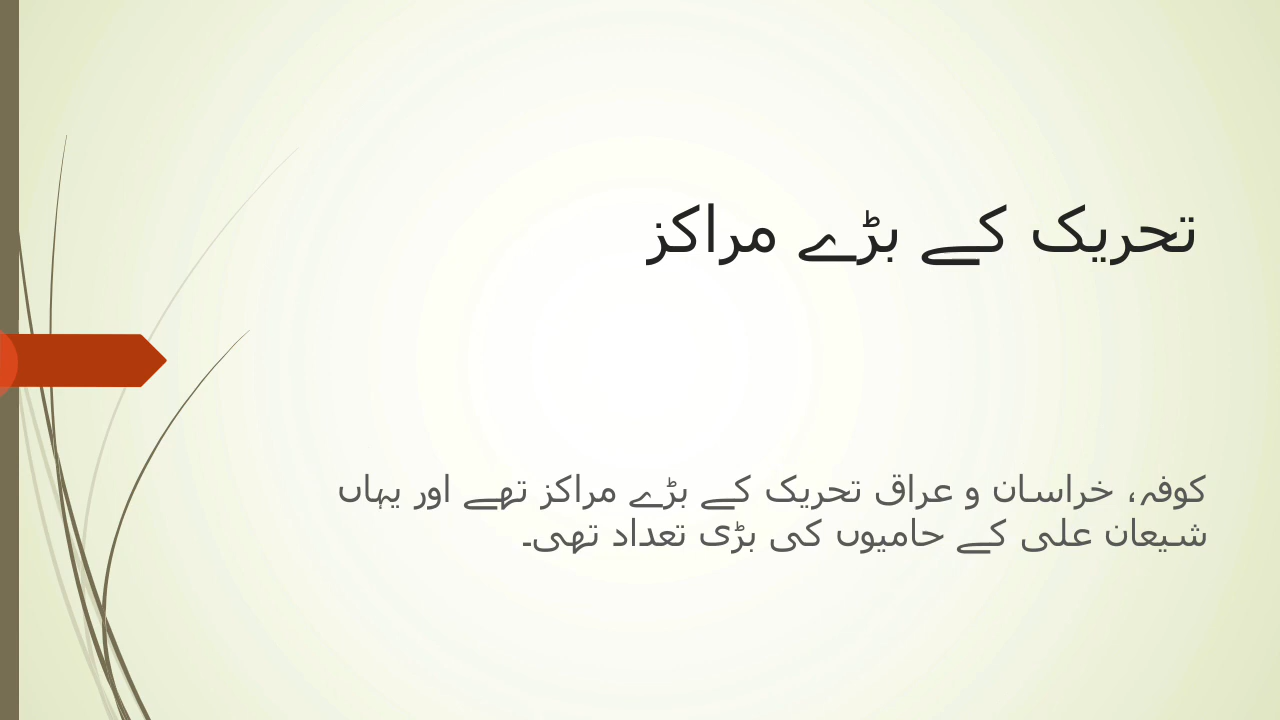 تحریک کے بڑے مراکز
کوفہ، خراسان و عراق تحریک کے بڑے مراکز تھے اور یہاں
شیعان علی کے حامیوں کی بڑی تعداد تھی۔